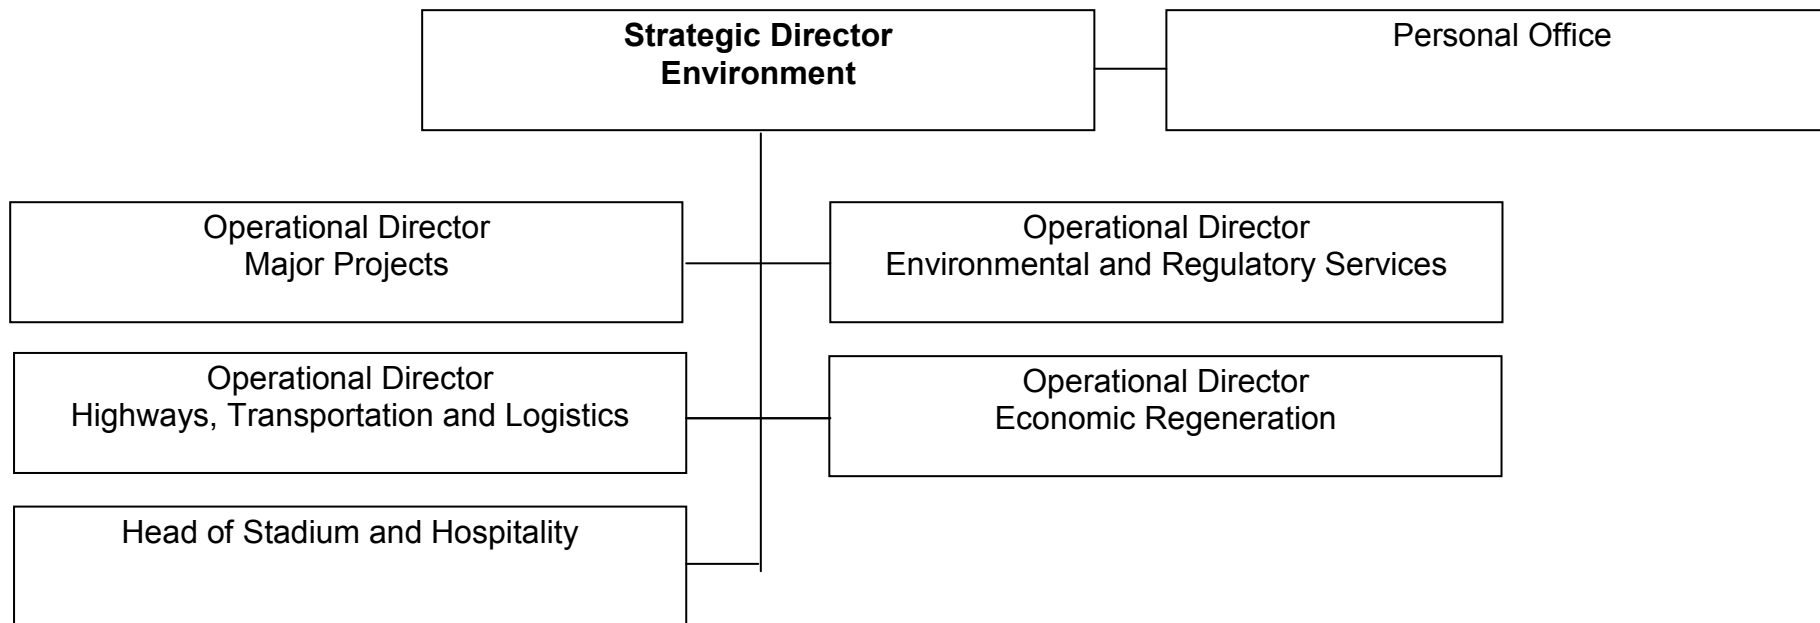 Strategic Director
Environment
Personal Office
Operational Director
Major Projects
Operational Director
Environmental and Regulatory Services
Operational Director
Highways, Transportation and Logistics
Operational Director
Economic Regeneration
Head of Stadium and Hospitality